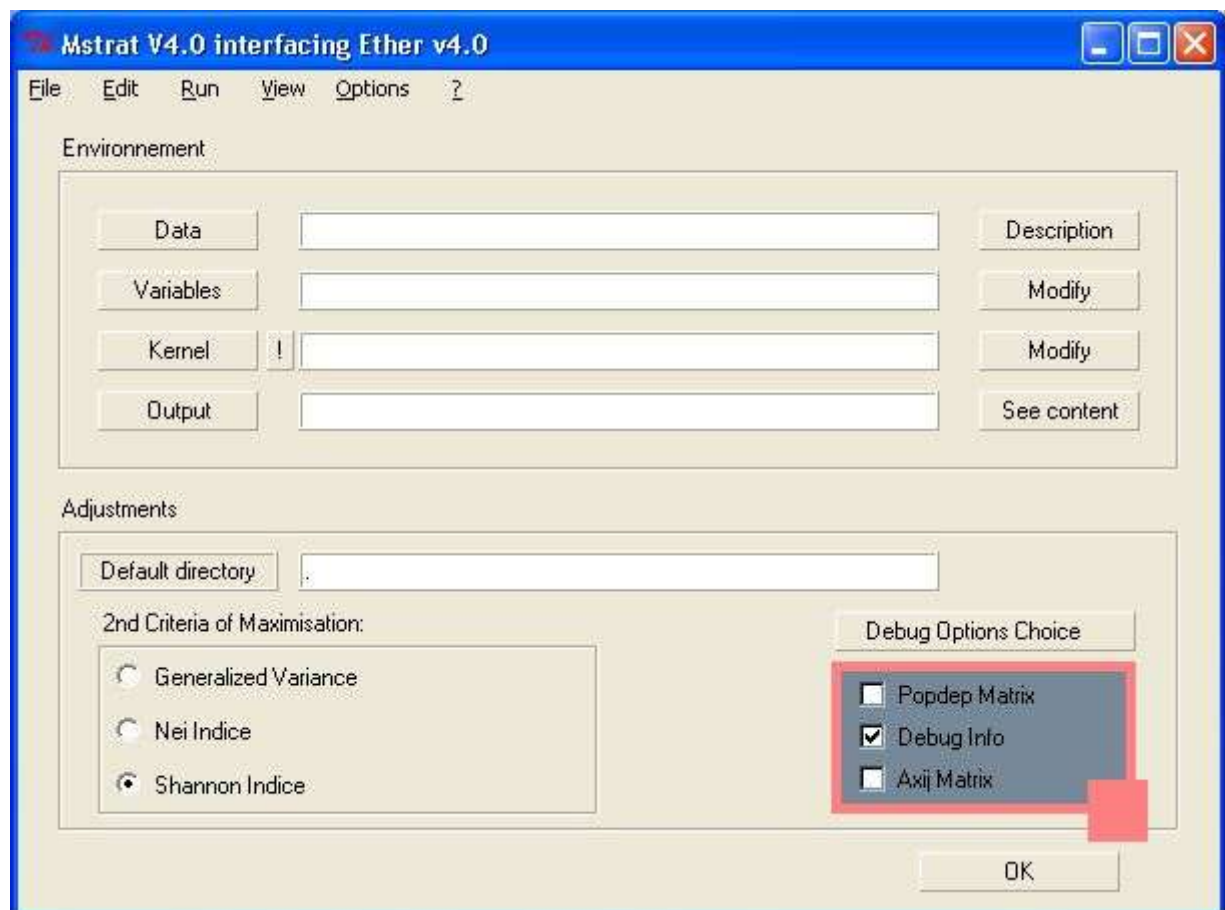 Mstrat V4.0 interfacing Ether v4.0
File Edit Run View Options ?
Environnement
Data Description
Variables Modify
Kernel ! Modify
Output See content
Adjustments
Default directory .
2nd Criteria of Maximisation:
Generalized Variance
Nei Indice
Shannon Indice
Debug Options Choice
Popdep Matrix
Debug Info
Axij Matrix
OK